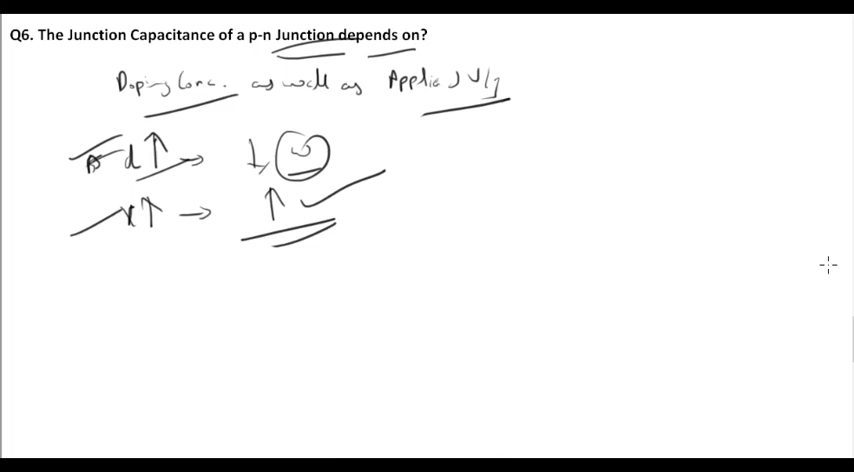 Q6. The Junction Capacitance of a p-n Junction depends on?
Doping Conc. as well as Applied V/g
d↑ → ↓
↑ → ↑